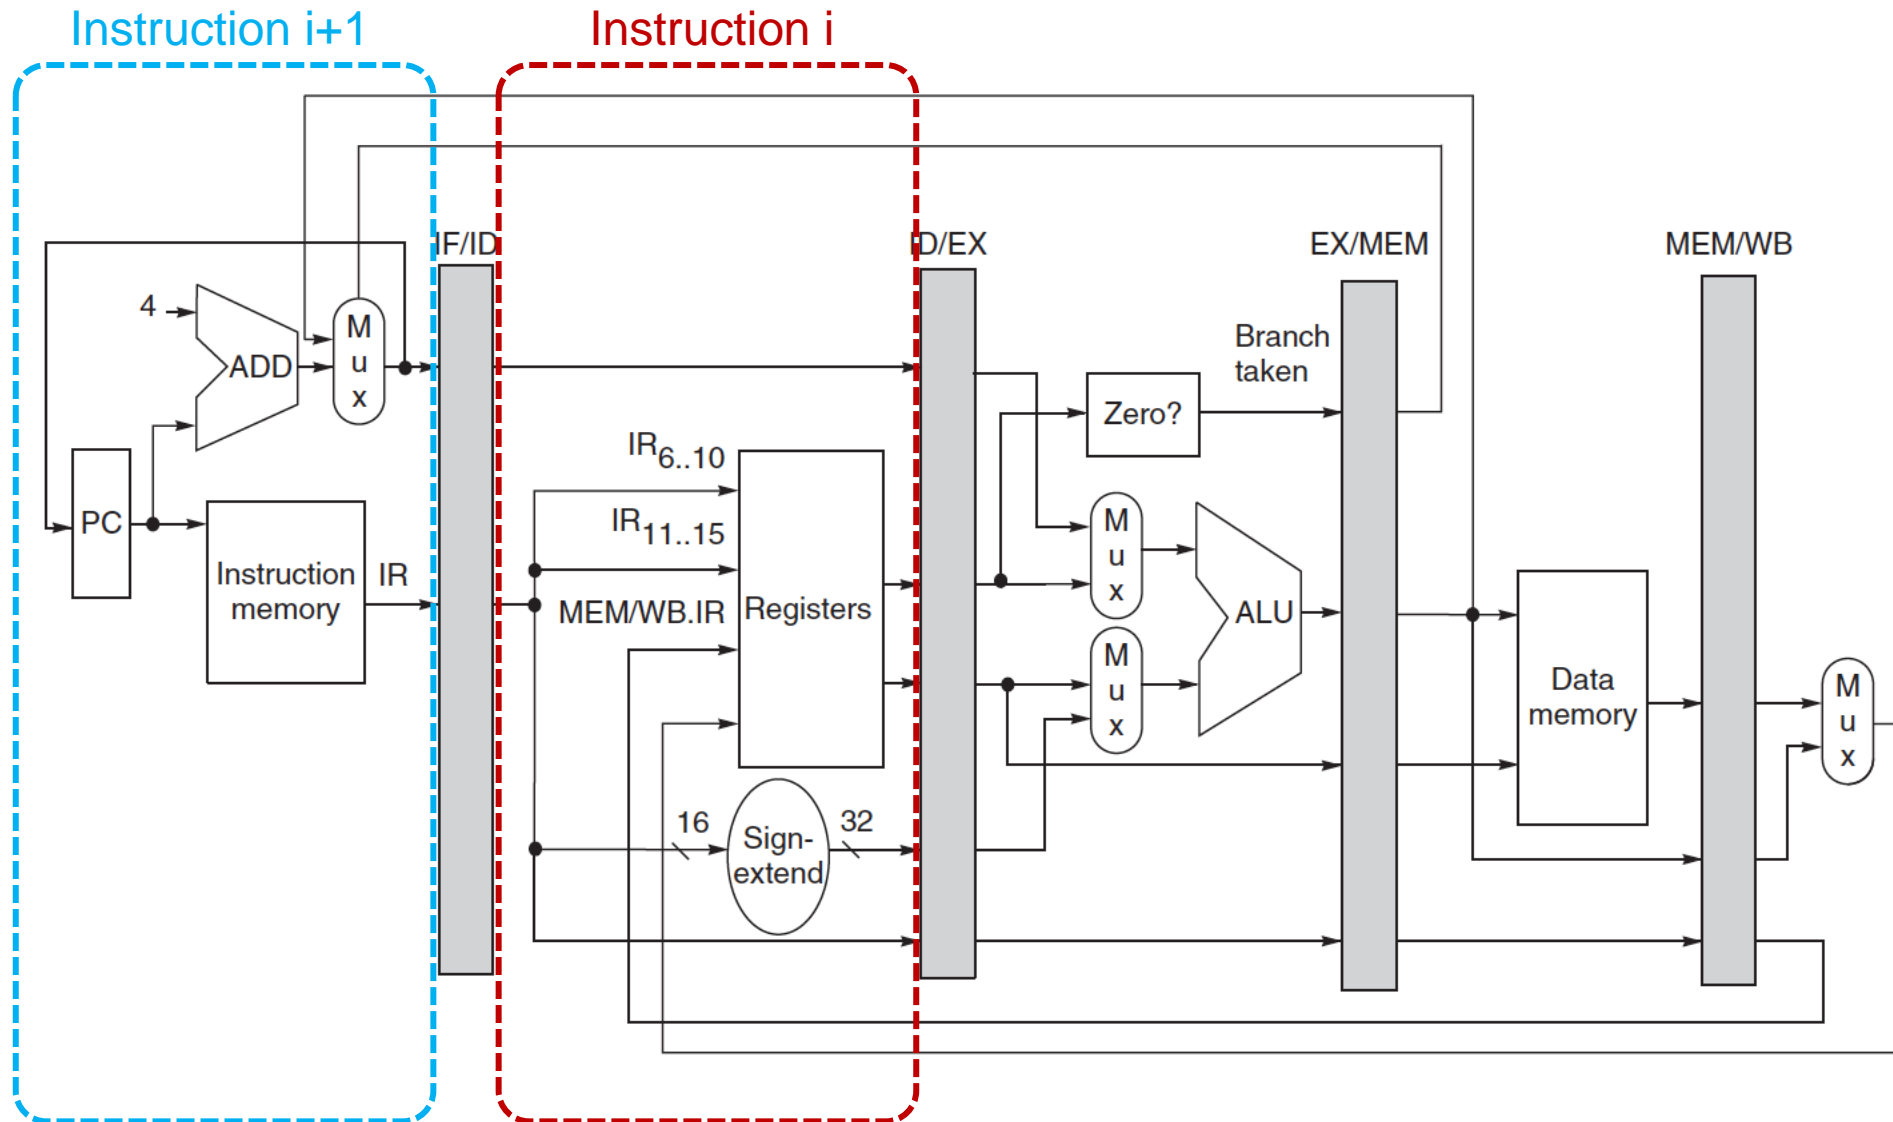 Instruction i+1
Instruction i
IF/ID
ID/EX
EX/MEM
MEM/WB
4
ADD
M
u
x
Branch
taken
Zero?
IR6..10
IR11..15
MEM/WB.IR
Registers
PC
Instruction
memory
IR
M
u
x
M
u
x
ALU
Data
memory
M
u
x
16
Sign-
extend
32